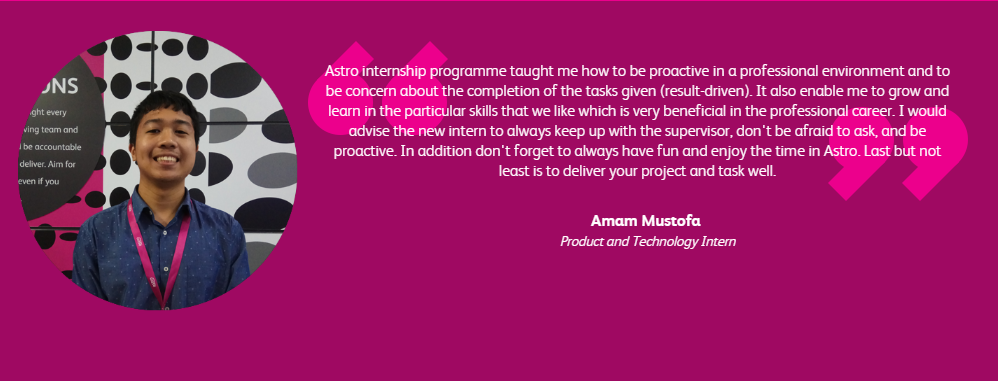 ONS
ught every
ving team and
be accountable
deliver. Aim for
even if you
Astro internship programme taught me how to be proactive in a professional environment and to
be concern about the completion of the tasks given (result-driven). It also enable me to grow and
learn in the particular skills that we like which is very beneficial in the professional career. I would
advise the new intern to always keep up with the supervisor, don't be afraid to ask, and be
proactive. In addition don't forget to always have fun and enjoy the time in Astro. Last but not
least is to deliver your project and task well.
Amam Mustofa
Product and Technology Intern